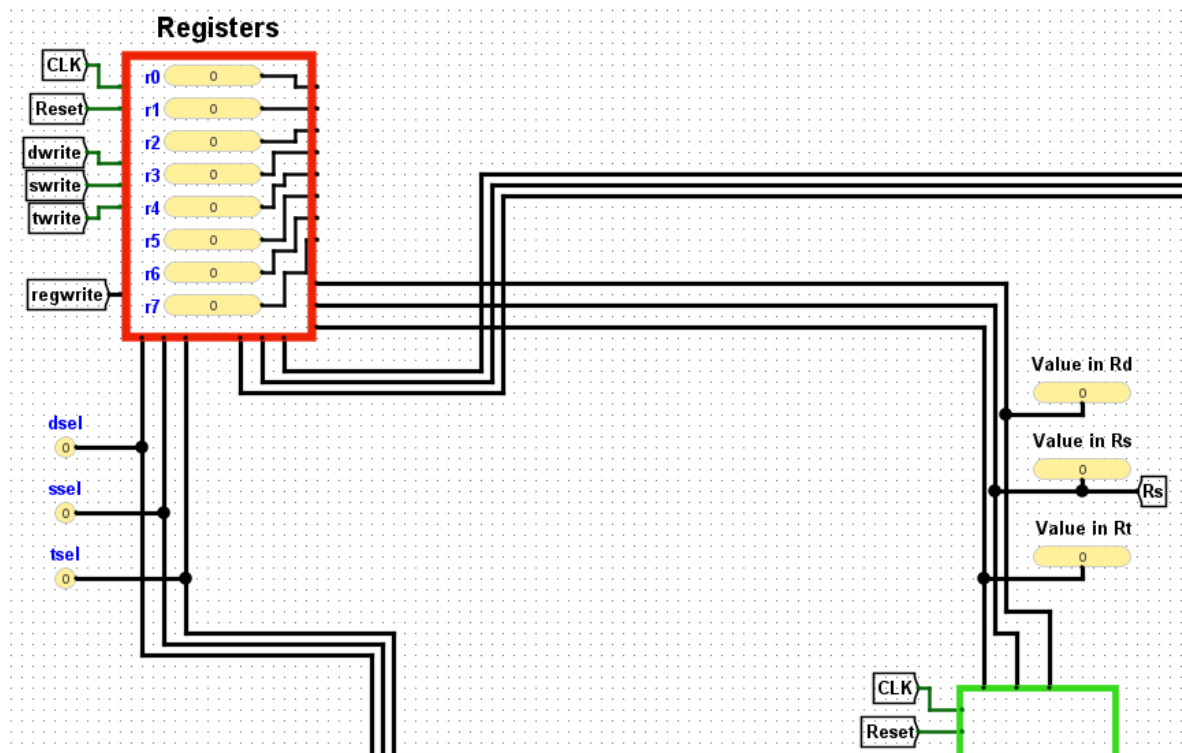 Registers
CLK
Reset
dwrite
swrite
twrite
regwrite
r0 0
r1 0
r2 0
r3 0
r4 0
r5 0
r6 0
r7 0
dsel
0
ssel
0
tsel
0
Value in Rd
0
Value in Rs
0
Rs
Value in Rt
0
CLK
Reset